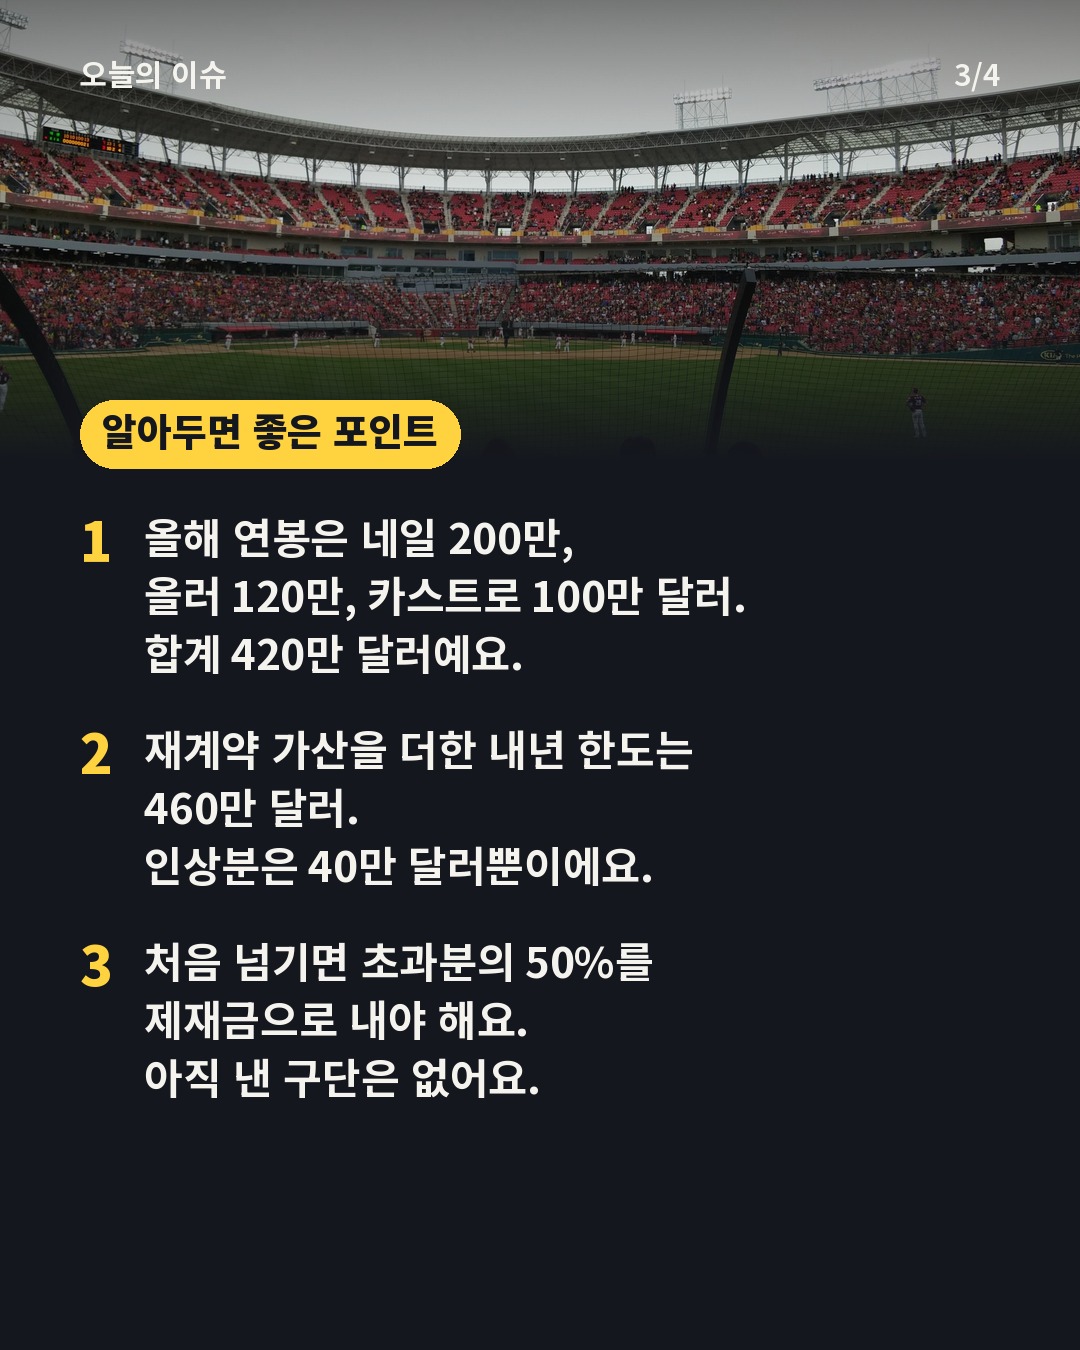 오늘의 이슈
3/4
알아두면 좋은 포인트
1 올해 연봉은 네일 200만,
올러 120만, 카스트로 100만 달러.
합계 420만 달러예요.
2 재계약 가산을 더한 내년 한도는
460만 달러.
인상분은 40만 달러뿐이에요.
3 처음 넘기면 초과분의 50%를
제재금으로 내야 해요.
아직 낸 구단은 없어요.